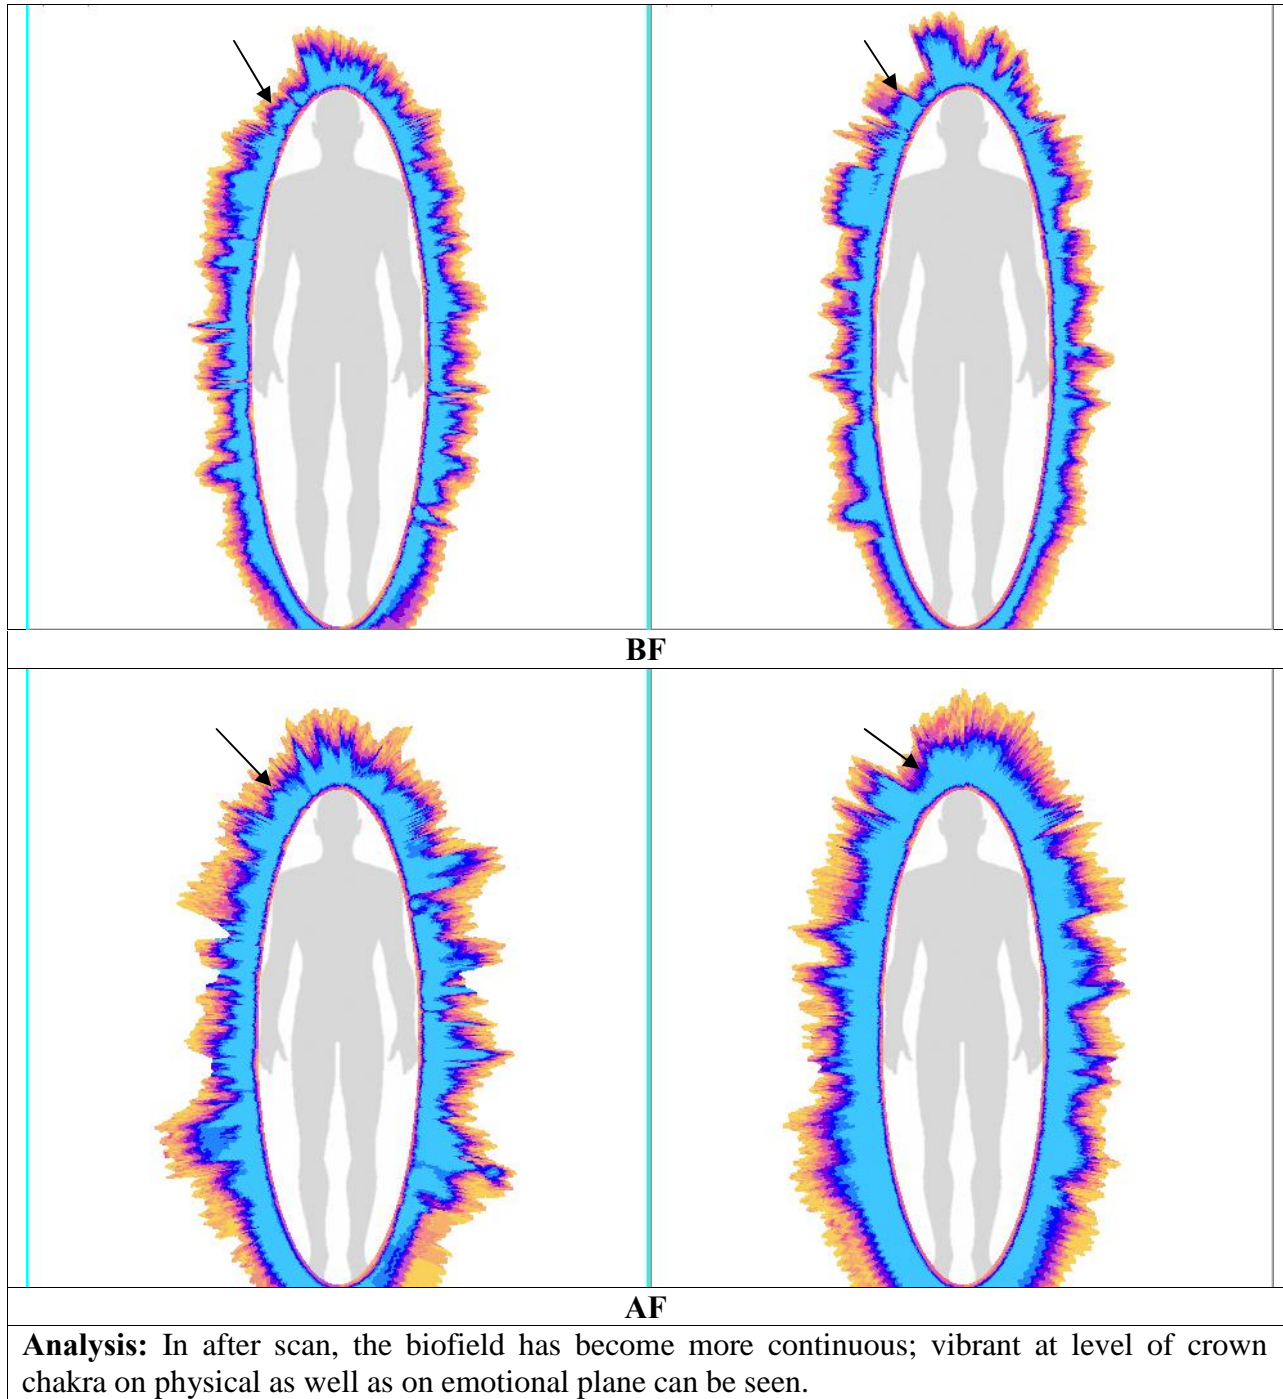 BF
AF
Analysis: In after scan, the biofield has become more continuous; vibrant at level of crown
chakra on physical as well as on emotional plane can be seen.